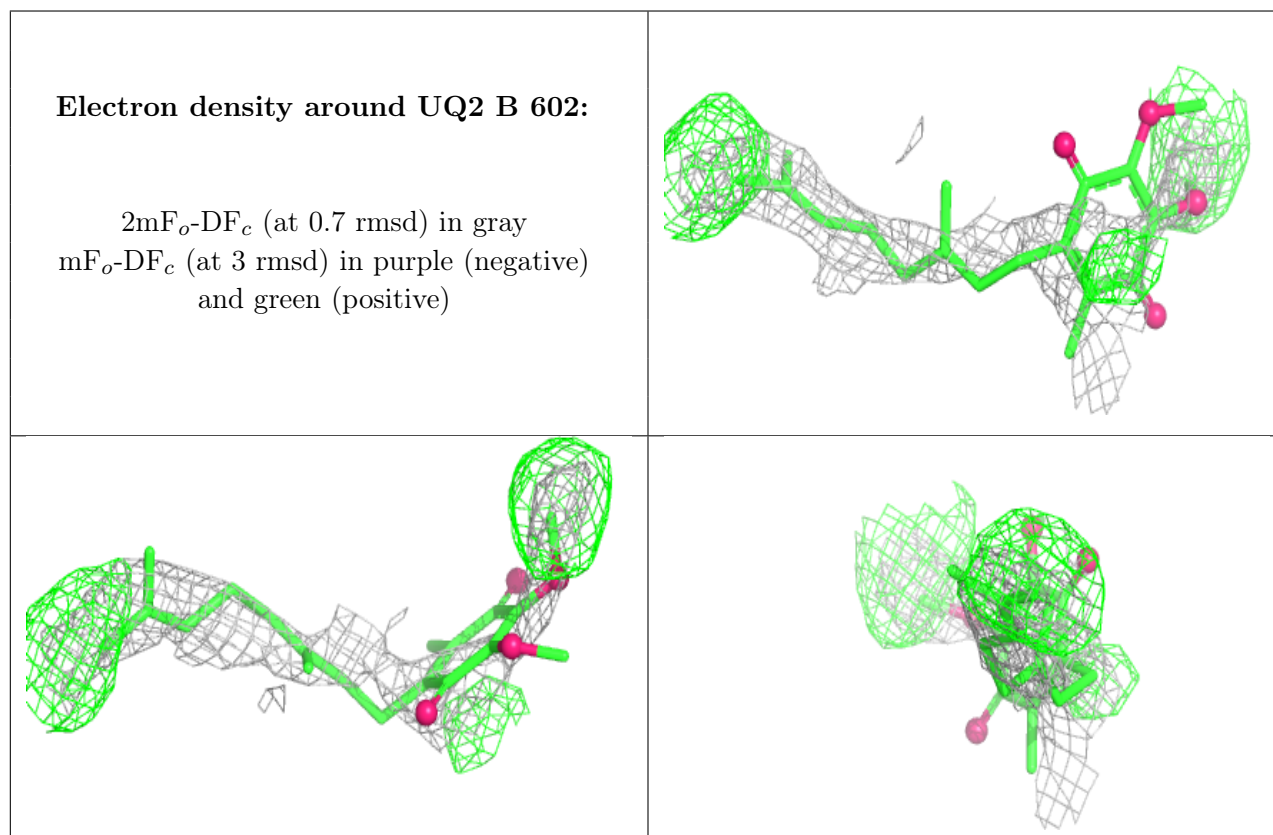 Electron density around UQ2 B 602:
2mFo-DFc (at 0.7 rmsd) in gray
mFo-DFc (at 3 rmsd) in purple (negative)
and green (positive)